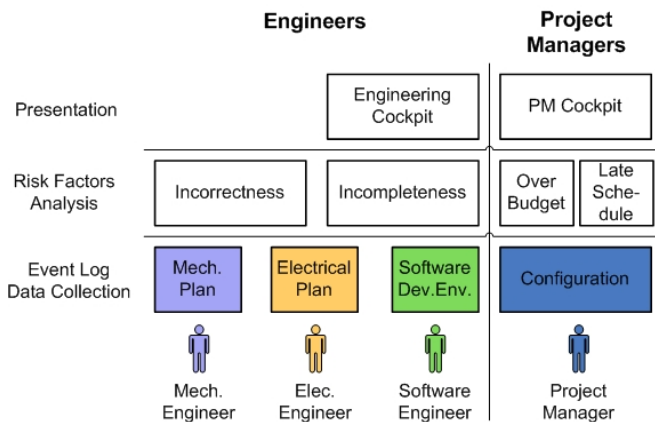 Engineers
Project
Managers
Presentation
Engineering
Cockpit
PM Cockpit
Risk Factors
Analysis
Incorrectness
Incompleteness
Over
Budget
Late
Sche-
dule
Event Log
Data Collection
Mech.
Plan
Electrical
Plan
Software
Dev.Env.
Configuration
Mech.
Engineer
Elec.
Engineer
Software
Engineer
Project
Manager